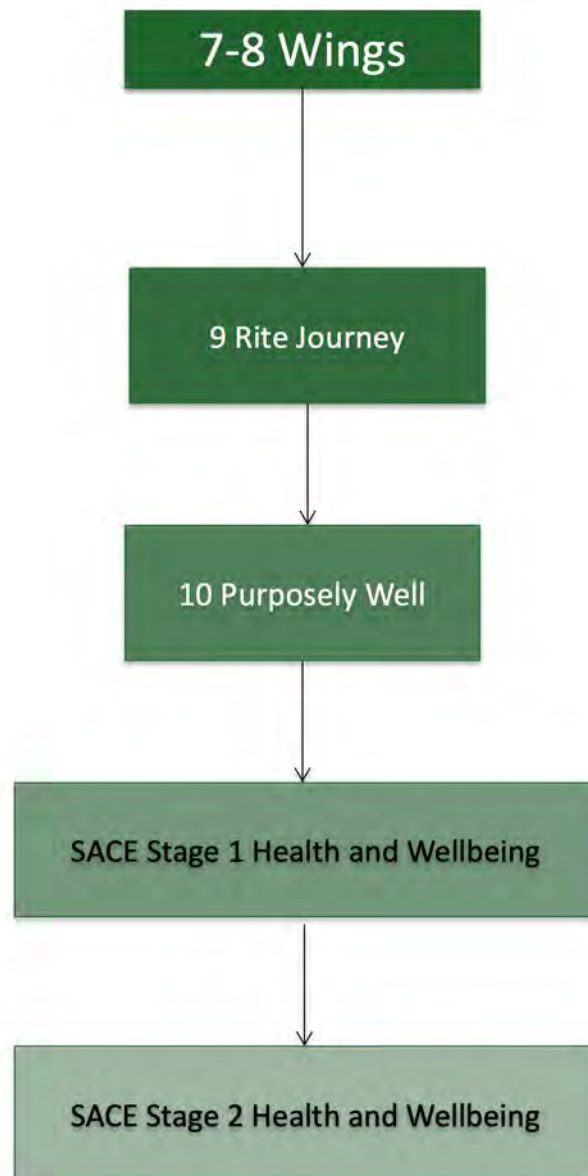 7-8 Wings
9 Rite Journey
10 Purposely Well
SACE Stage 1 Health and Wellbeing
SACE Stage 2 Health and Wellbeing